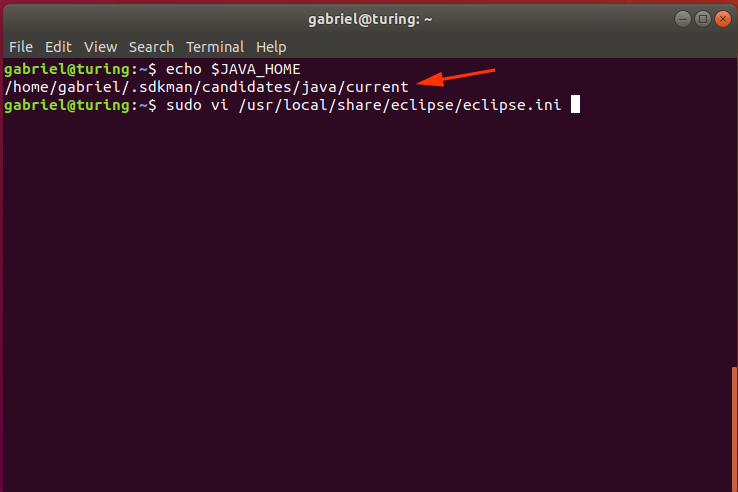 gabriel@turing: ~
File Edit View Search Terminal Help
gabriel@turing:~$ echo $JAVA_HOME
/home/gabriel/.sdkman/candidates/java/current
gabriel@turing:~$ sudo vi /usr/local/share/eclipse/eclipse.ini